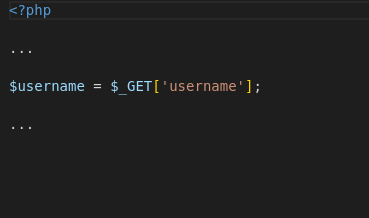 <?php
...
$username = $_GET['username'];
...